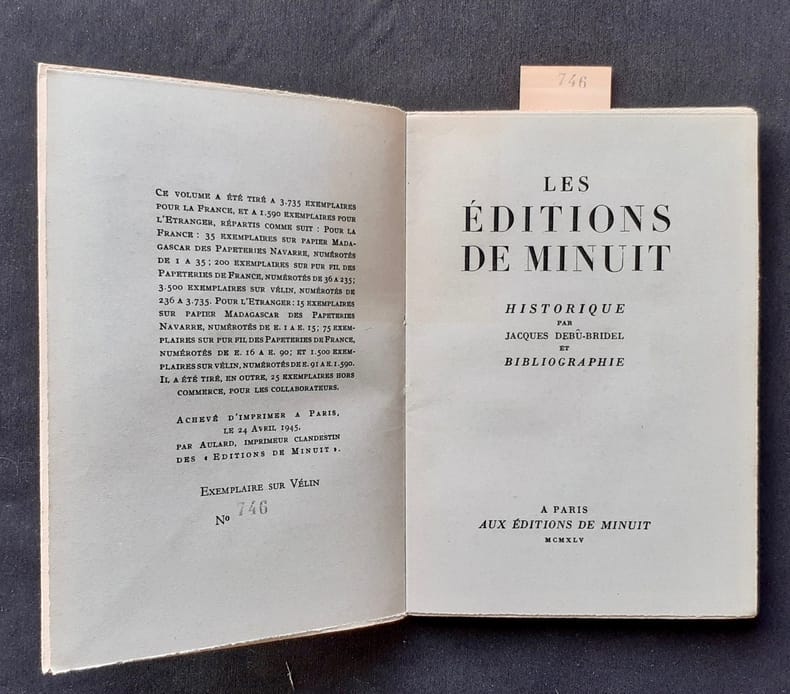 CE VOLUME A ÉTÉ TIRÉ A 3.735 EXEMPLAIRES
POUR LA FRANCE, ET A 1.590 EXEMPLAIRES POUR
L'ETRANGER, RÉPARTIS COMME SUIT : POUR LA
FRANCE : 35 EXEMPLAIRES SUR PAPIER MADA-
GASCAR DES PAPETERIES NAVARRE, NUMÉROTÉS
DE 1 A 35 ; 200 EXEMPLAIRES SUR PUR FIL DES
PAPETERIES DE FRANCE, NUMÉROTÉS DE 36 A 235 ;
3.500 EXEMPLAIRES SUR VÉLIN, NUMÉROTÉS DE
236 A 3.735. POUR L'ETRANGER : 15 EXEMPLAIRES
SUR PAPIER MADAGASCAR DES PAPETERIES
NAVARRE, NUMÉROTÉS DE E. 1 A E. 15 ; 75 EXEM-
PLAIRES SUR PUR FIL DES PAPETERIES DE FRANCE,
NUMÉROTÉS DE E. 16 A E. 90 ; ET 1.500 EXEM-
PLAIRES SUR VÉLIN, NUMÉROTÉS DE E. 91 A E. 1.590.
IL A ÉTÉ TIRÉ, EN OUTRE, 25 EXEMPLAIRES HORS
COMMERCE, POUR LES COLLABORATEURS.
ACHEVÉ D'IMPRIMER A PARIS,
LE 24 AVRIL 1945,
PAR AULARD, IMPRIMEUR CLANDESTIN
DES « EDITIONS DE MINUIT ».
EXEMPLAIRE SUR VÉLIN
No 746
746
LES
ÉDITIONS
DE MINUIT
HISTORIQUE
PAR
JACQUES DEBÛ-BRIDEL
ET
BIBLIOGRAPHIE
A PARIS
AUX ÉDITIONS DE MINUIT
MCMXLV